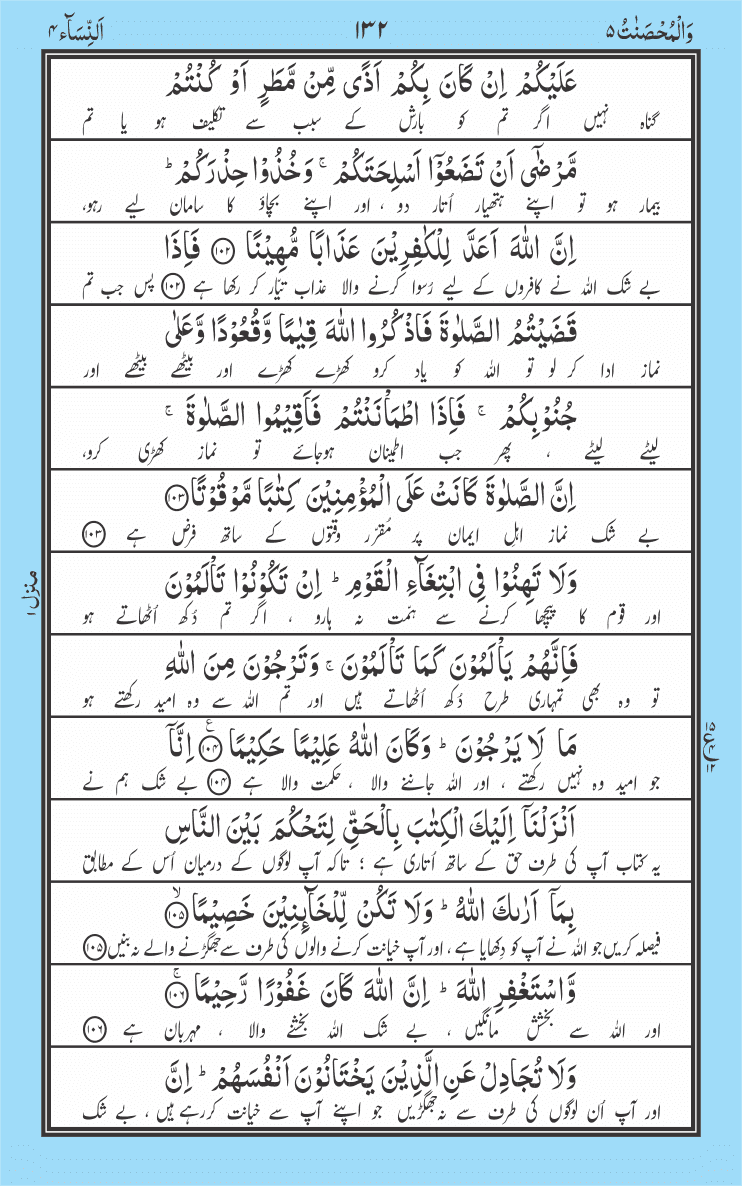 وَالْمُحْصَنٰتُ ۵ ۱۳۲ اَلنِّسَآء ۴
عَلَيْكُمْ اِنْ كَانَ بِكُمْ اَذًى مِّنْ مَّطَرٍ اَوْ كُنْتُمْ
گناہ نہیں اگر تم کو بارش کے سبب سے تکلیف ہو یا تم
مَّرْضٰٓى اَنْ تَضَعُوْٓا اَسْلِحَتَكُمْ ۚ وَخُذُوْا حِذْرَكُمْ ؕ
بیمار ہو تو اپنے ہتھیار اُتار دو ، اور اپنے بچاؤ کا سامان لیے رہو،
اِنَّ اللّٰهَ اَعَدَّ لِلْكٰفِرِيْنَ عَذَابًا مُّهِيْنًا ۝۱۰۲ فَاِذَا
بے شک اللہ نے کافروں کے لیے رُسوا کرنے والا عذاب تیّار کر رکھا ہے ۝۱۰۲ پس جب تم
قَضَيْتُمُ الصَّلٰوةَ فَاذْكُرُوا اللّٰهَ قِيٰمًا وَّقُعُوْدًا وَّعَلٰى
نماز ادا کر لو تو اللہ کو یاد کرو کھڑے کھڑے اور بیٹھے بیٹھے اور
جُنُوْبِكُمْ ۚ فَاِذَا اطْمَاْنَنْتُمْ فَاَقِيْمُوا الصَّلٰوةَ ۚ
لیٹے لیٹے ، پھر جب اطمینان ہوجائے تو نماز کھڑی کرو،
اِنَّ الصَّلٰوةَ كَانَتْ عَلَى الْمُؤْمِنِيْنَ كِتٰبًا مَّوْقُوْتًا ۝۱۰۳
بے شک نماز اہلِ ایمان پر مُقرّر وقتوں کے ساتھ فرض ہے ۝۱۰۳
وَلَا تَهِنُوْا فِى ابْتِغَآءِ الْقَوْمِ ؕ اِنْ تَكُوْنُوْا تَاْلَمُوْنَ
اور قوم کا پیچھا کرنے سے ہمّت نہ ہارو ، اگر تم دُکھ اُٹھاتے ہو
فَاِنَّهُمْ يَاْلَمُوْنَ كَمَا تَاْلَمُوْنَ ۚ وَتَرْجُوْنَ مِنَ اللّٰهِ
تو وہ بھی تمہاری طرح دُکھ اُٹھاتے ہیں اور تم اللہ سے وہ امید رکھتے ہو
مَا لَا يَرْجُوْنَ ؕ وَكَانَ اللّٰهُ عَلِيْمًا حَكِيْمًا ۝۱۰۴ع اِنَّآ
جو امید وہ نہیں رکھتے ، اور اللہ جاننے والا ، حکمت والا ہے ۝۱۰۴ بے شک ہم نے
اَنْزَلْنَآ اِلَيْكَ الْكِتٰبَ بِالْحَقِّ لِتَحْكُمَ بَيْنَ النَّاسِ
یہ کتاب آپ کی طرف حق کے ساتھ اُتاری ہے ؛ تاکہ آپ لوگوں کے درمیان اُس کے مطابق
بِمَآ اَرٰىكَ اللّٰهُ ؕ وَلَا تَكُنْ لِّلْخَآئِنِيْنَ خَصِيْمًا ۝۱۰۵ۙ
فیصلہ کریں جو اللہ نے آپ کو دِکھایا ہے ، اور آپ خیانت کرنے والوں کی طرف سے جھگڑنے والے نہ بنیں ۝۱۰۵
وَّاسْتَغْفِرِ اللّٰهَ ؕ اِنَّ اللّٰهَ كَانَ غَفُوْرًا رَّحِيْمًا ۝۱۰۶ۚ
اور اللہ سے بخشش مانگیں ، بے شک اللہ بخشنے والا ، مہربان ہے ۝۱۰۶
وَلَا تُجَادِلْ عَنِ الَّذِيْنَ يَخْتَانُوْنَ اَنْفُسَهُمْ ؕ اِنَّ
اور آپ اُن لوگوں کی طرف سے نہ جھگڑیں جو اپنے آپ سے خیانت کررہے ہیں ، بے شک
منزل ۱